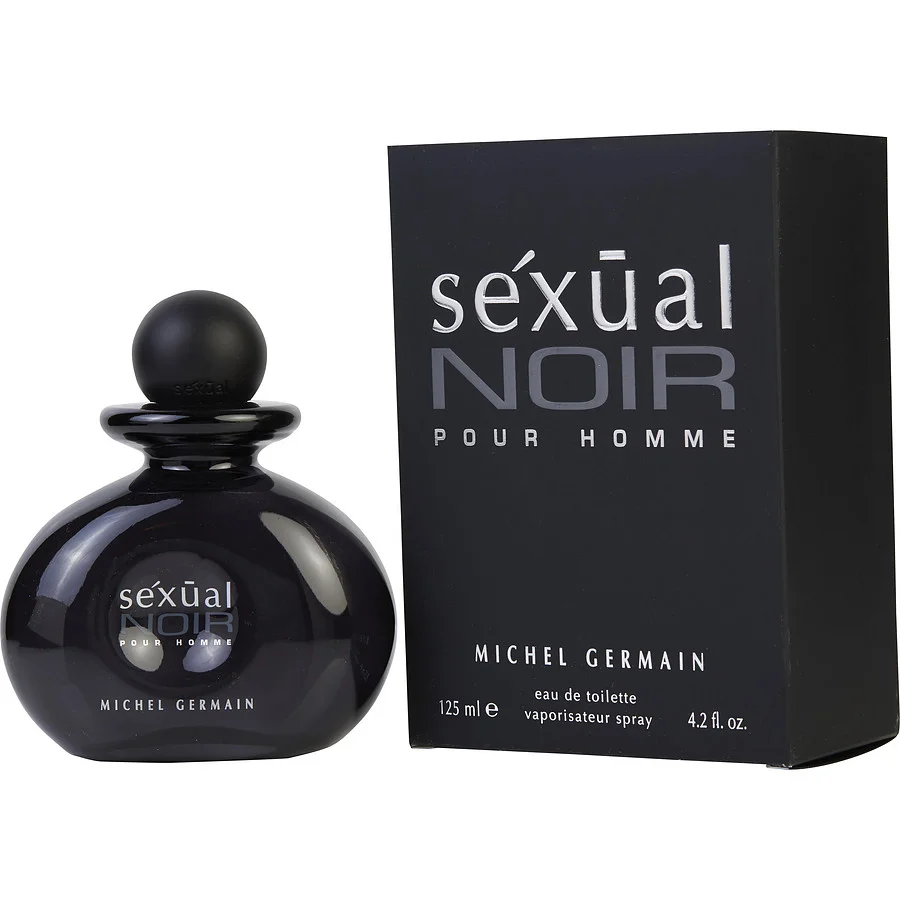 séxūal
séxūal
NOIR
POUR HOMME
MICHEL GERMAIN
séxūal
NOIR
POUR HOMME
MICHEL GERMAIN
125 ml e
eau de toilette
vaporisateur spray
4.2 fl. oz.